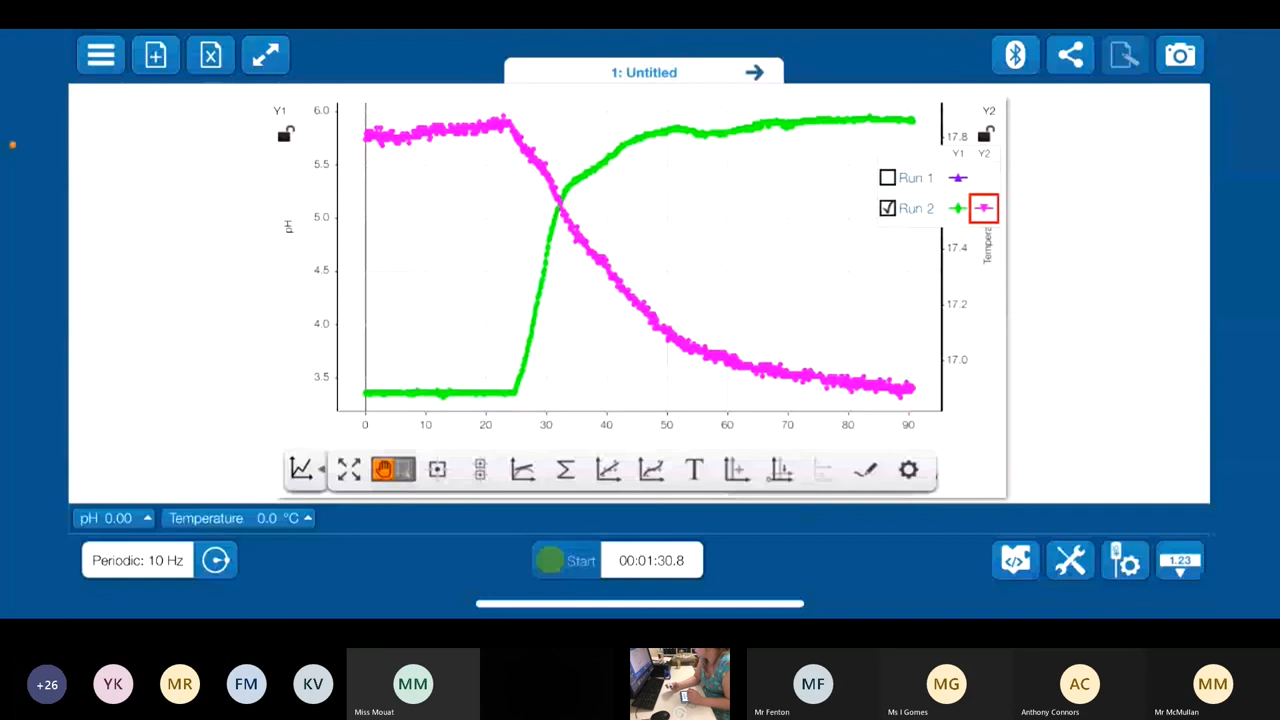 1: Untitled
Y1
Y2
6.0
5.5
5.0
4.5
4.0
3.5
pH
17.8
17.4
17.2
17.0
Y1 Y2
Run 1
Run 2
0 10 20 30 40 50 60 70 80 90
Σ
T
pH 0.00
Temperature 0.0 °C
Periodic: 10 Hz
Start
00:01:30.8
1.23
+26
YK
MR
FM
KV
MM
Miss Mouat
MF
Mr Fenton
MG
Ms I Gomes
AC
Anthony Connors
MM
Mr McMullan